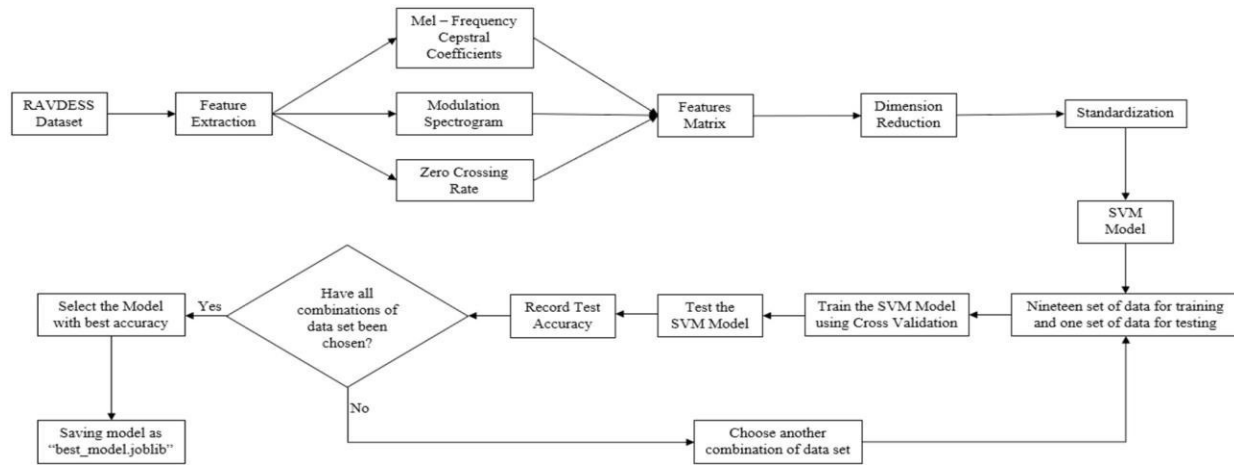 RAVDESS
Dataset
Feature
Extraction
Mel – Frequency
Cepstral
Coefficients
Modulation
Spectrogram
Zero Crossing
Rate
Features
Matrix
Dimension
Reduction
Standardization
SVM
Model
Nineteen set of data for training
and one set of data for testing
Train the SVM Model
using Cross Validation
Test the
SVM Model
Record Test
Accuracy
Have all
combinations of
data set been
chosen?
Yes
Select the Model
with best accuracy
Saving model as
“best_model.joblib”
No
Choose another
combination of data set